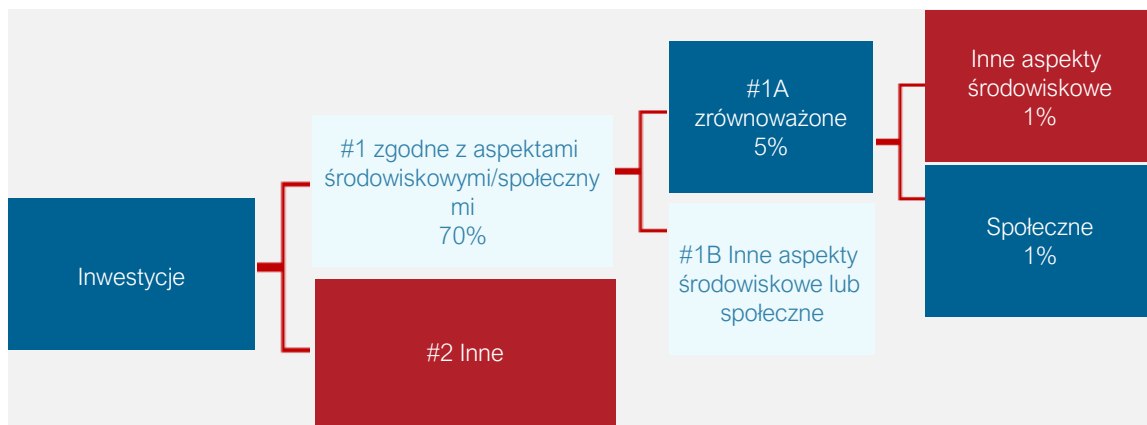 Inwestycje
#1 zgodne z aspektami
środowiskowymi/społeczny
mi
70%
#2 Inne
#1A
zrównoważone
5%
#1B Inne aspekty
środowiskowe lub
społeczne
Inne aspekty
środowiskowe
1%
Społeczne
1%